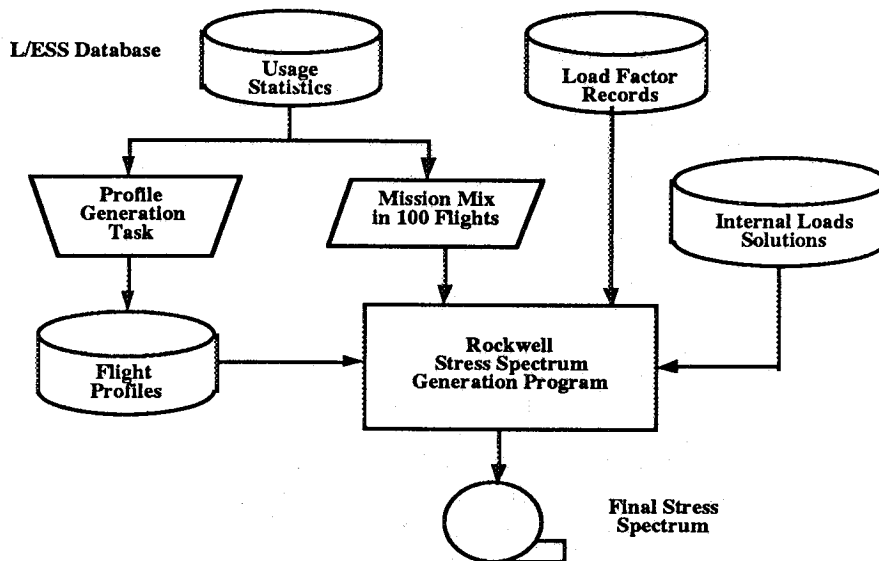 L/ESS Database
Usage
Statistics
Load Factor
Records
Profile
Generation
Task
Mission Mix
in 100 Flights
Internal Loads
Solutions
Flight
Profiles
Rockwell
Stress Spectrum
Generation Program
Final Stress
Spectrum